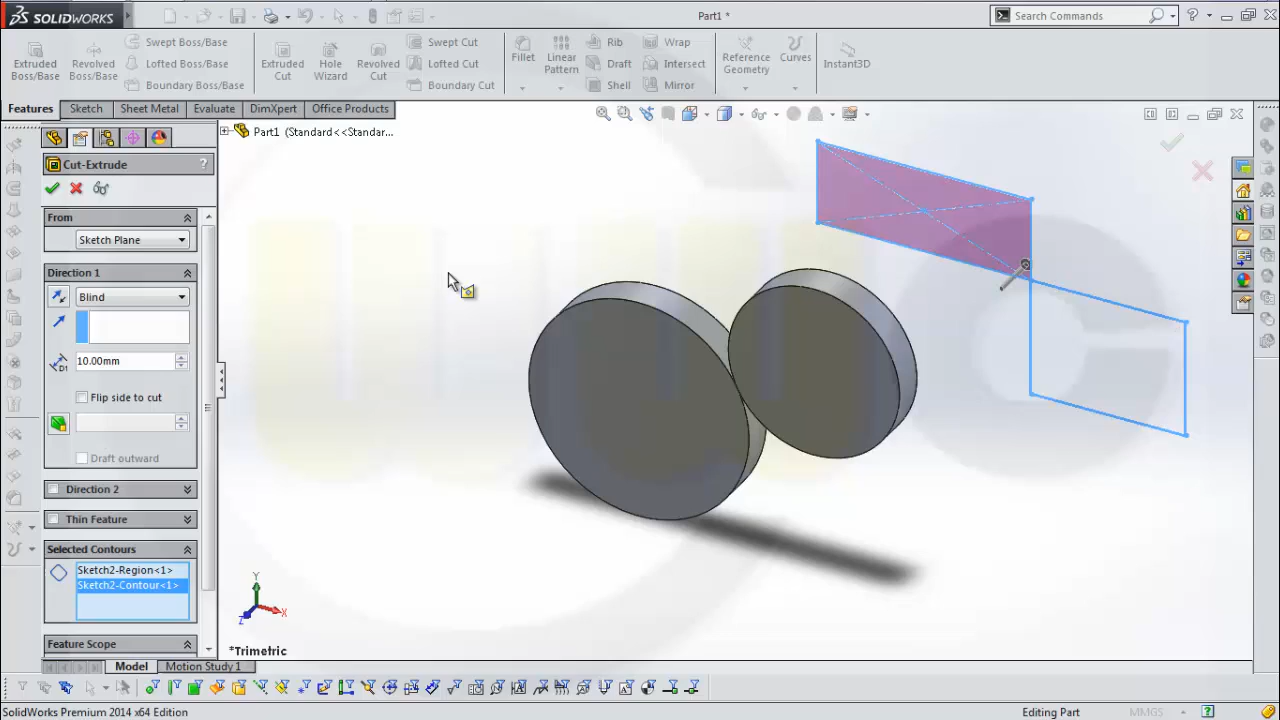 SOLIDWORKS
Part1 *
Search Commands
?
Extruded Boss/Base
Revolved Boss/Base
Swept Boss/Base
Lofted Boss/Base
Boundary Boss/Base
Extruded Cut
Hole Wizard
Revolved Cut
Swept Cut
Lofted Cut
Boundary Cut
Fillet
Linear Pattern
Rib
Draft
Shell
Wrap
Intersect
Mirror
Reference Geometry
Curves
Instant3D
Features
Sketch
Sheet Metal
Evaluate
DimXpert
Office Products
Part1 (Standard<<Standar...
Cut-Extrude
?
From
Sketch Plane
Direction 1
Blind
D1
10.00mm
Flip side to cut
Draft outward
Direction 2
Thin Feature
Selected Contours
Sketch2-Region<1>
Sketch2-Contour<1>
Feature Scope
Y
X
Z
*Trimetric
Model
Motion Study 1
SolidWorks Premium 2014 x64 Edition
Editing Part
MMGS
?